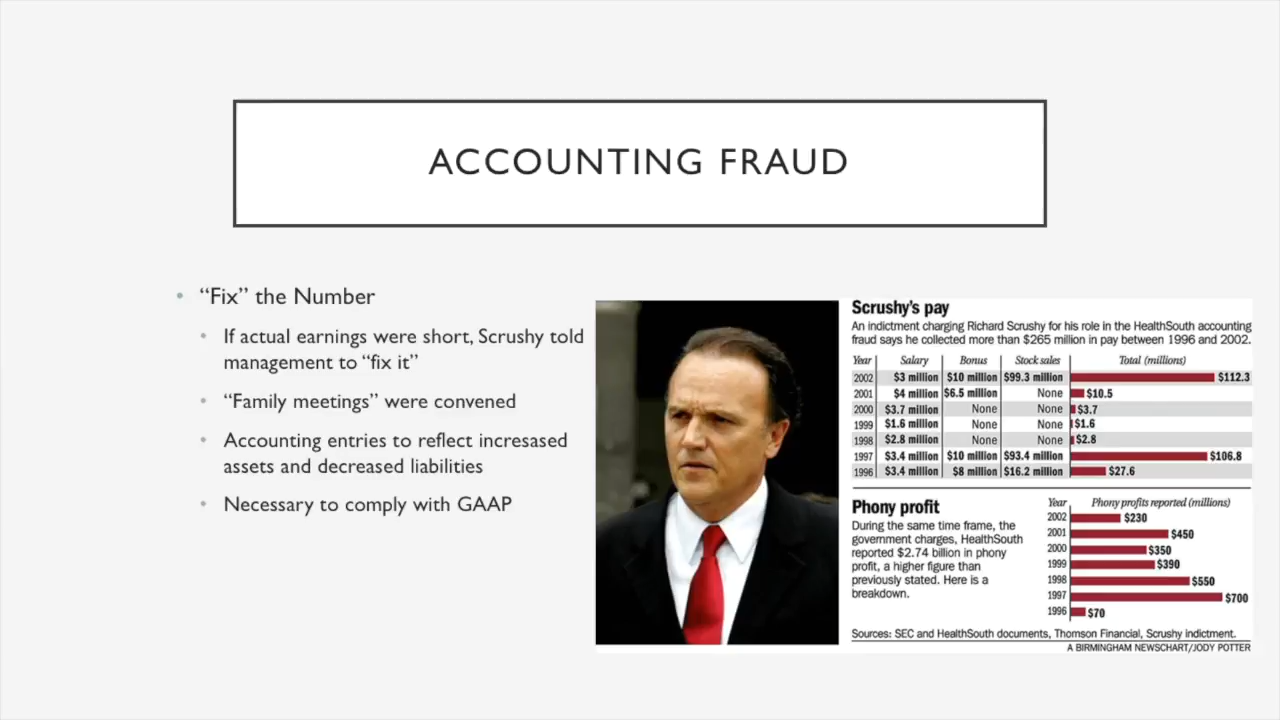 ACCOUNTING FRAUD
• “Fix” the Number
• If actual earnings were short, Scrushy told
management to “fix it”
• “Family meetings” were convened
• Accounting entries to reflect incresased
assets and decreased liabilities
• Necessary to comply with GAAP
Scrushy's pay
An indictment charging Richard Scrushy for his role in the HealthSouth accounting
fraud says he collected more than $265 million in pay between 1996 and 2002.
Year Salary Bonus Stock sales Total (millions)
2002 $3 million $10 million $99.3 million $112.3
2001 $4 million $6.5 million None $10.5
2000 $3.7 million None None $3.7
1999 $1.6 million None None $1.6
1998 $2.8 million None None $2.8
1997 $3.4 million $10 million $93.4 million $106.8
1996 $3.4 million $8 million $16.2 million $27.6
Phony profit
During the same time frame, the
government charges, HealthSouth
reported $2.74 billion in phony
profit, a higher figure than
previously stated. Here is a
breakdown.
Year Phony profits reported (millions)
2002 $230
2001 $450
2000 $350
1999 $390
1998 $550
1997 $700
1996 $70
Sources: SEC and HealthSouth documents, Thomson Financial, Scrushy indictment.
A BIRMINGHAM NEWSCHART/JODY POTTER